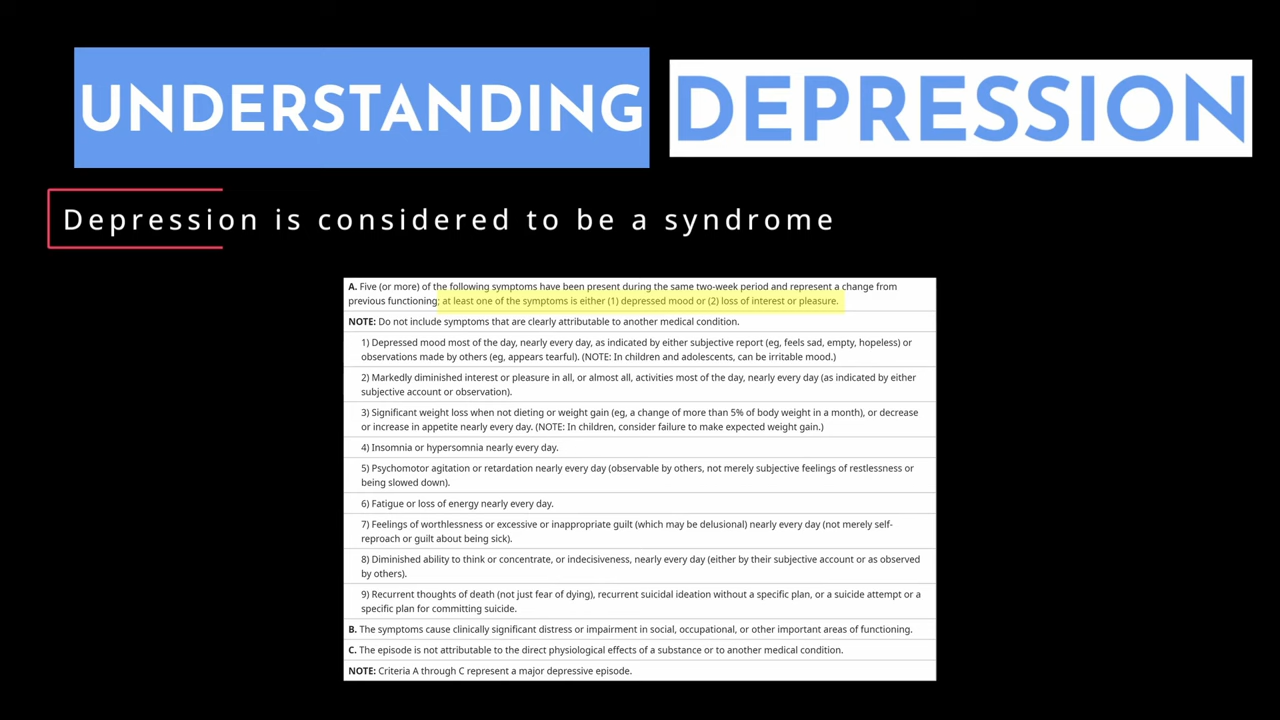 UNDERSTANDING DEPRESSION
Depression is considered to be a syndrome
A. Five (or more) of the following symptoms have been present during the same two-week period and represent a change from
previous functioning; at least one of the symptoms is either (1) depressed mood or (2) loss of interest or pleasure.
NOTE: Do not include symptoms that are clearly attributable to another medical condition.
1) Depressed mood most of the day, nearly every day, as indicated by either subjective report (eg, feels sad, empty, hopeless) or
observations made by others (eg, appears tearful). (NOTE: In children and adolescents, can be irritable mood.)
2) Markedly diminished interest or pleasure in all, or almost all, activities most of the day, nearly every day (as indicated by either
subjective account or observation).
3) Significant weight loss when not dieting or weight gain (eg, a change of more than 5% of body weight in a month), or decrease
or increase in appetite nearly every day. (NOTE: In children, consider failure to make expected weight gain.)
4) Insomnia or hypersomnia nearly every day.
5) Psychomotor agitation or retardation nearly every day (observable by others, not merely subjective feelings of restlessness or
being slowed down).
6) Fatigue or loss of energy nearly every day.
7) Feelings of worthlessness or excessive or inappropriate guilt (which may be delusional) nearly every day (not merely self-
reproach or guilt about being sick).
8) Diminished ability to think or concentrate, or indecisiveness, nearly every day (either by their subjective account or as observed
by others).
9) Recurrent thoughts of death (not just fear of dying), recurrent suicidal ideation without a specific plan, or a suicide attempt or a
specific plan for committing suicide.
B. The symptoms cause clinically significant distress or impairment in social, occupational, or other important areas of functioning.
C. The episode is not attributable to the direct physiological effects of a substance or to another medical condition.
NOTE: Criteria A through C represent a major depressive episode.